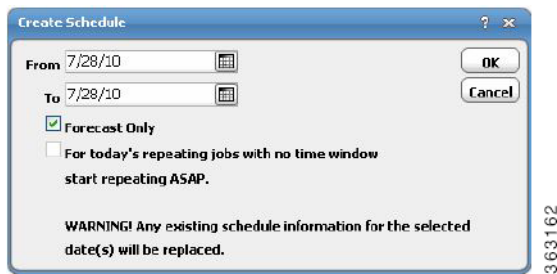 Create Schedule ? ×
From 7/28/10
OK
To 7/28/10
Cancel
Forecast Only
For today's repeating jobs with no time window
start repeating ASAP.
WARNING! Any existing schedule information for the selected
date(s) will be replaced.
363162